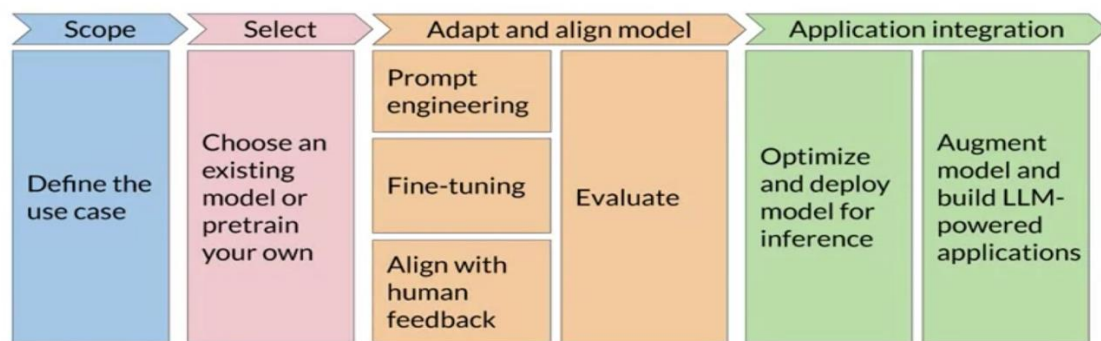 Scope
Select
Adapt and align model
Application integration
Define the
use case
Choose an
existing
model or
pretrain
your own
Prompt
engineering
Fine-tuning
Align with
human
feedback
Evaluate
Optimize
and deploy
model for
inference
Augment
model and
build LLM-
powered
applications